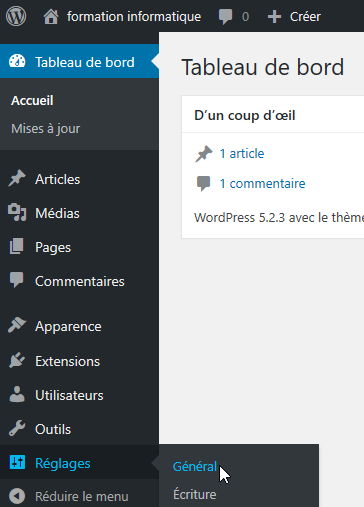 formation informatique 0 Créer
Tableau de bord
Accueil
Mises à jour
Articles
Médias
Pages
Commentaires
Apparence
Extensions
Utilisateurs
Outils
Réglages
Réduire le menu
Général
Écriture
Tableau de bord
D’un coup d’œil
1 article
1 commentaire
WordPress 5.2.3 avec le thème